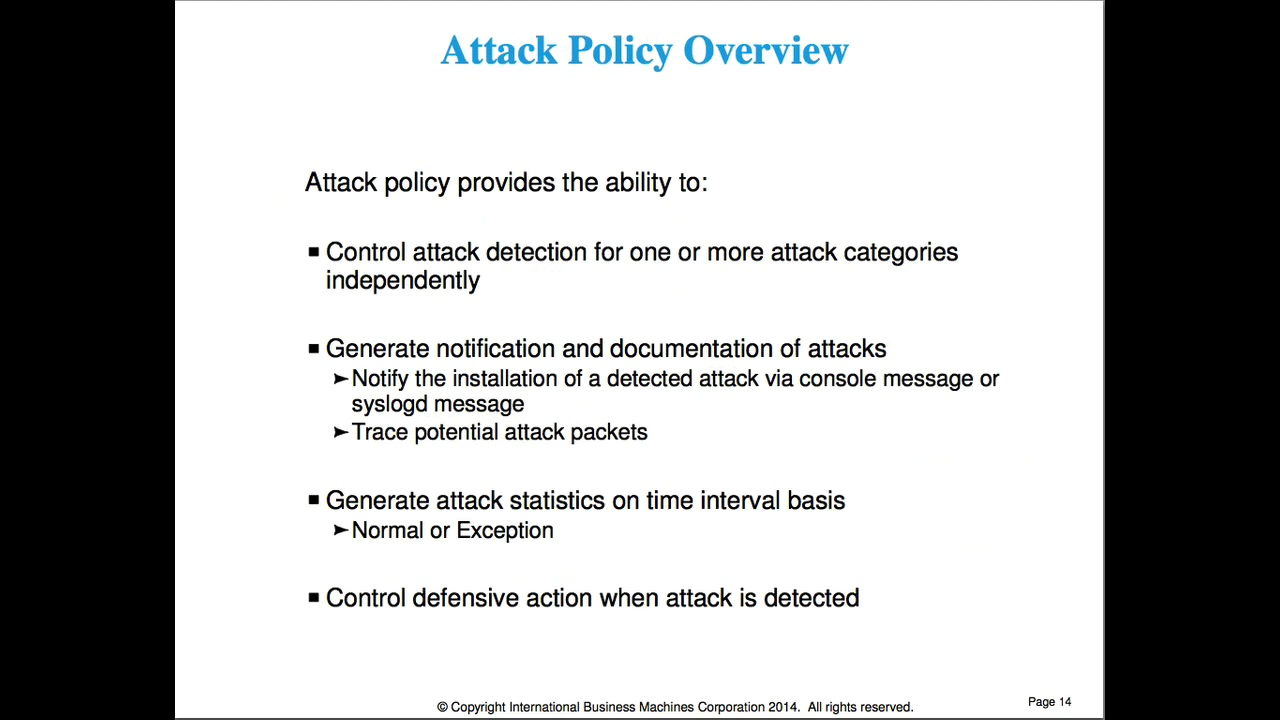 Attack Policy Overview
Attack policy provides the ability to:
■ Control attack detection for one or more attack categories
independently
■ Generate notification and documentation of attacks
➤Notify the installation of a detected attack via console message or
syslogd message
➤Trace potential attack packets
■ Generate attack statistics on time interval basis
➤Normal or Exception
■ Control defensive action when attack is detected
© Copyright International Business Machines Corporation 2014. All rights reserved.
Page 14